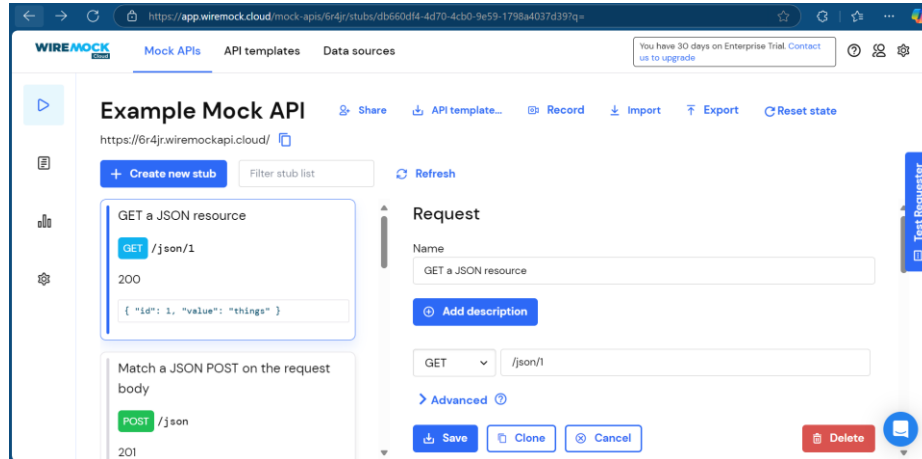 https://app.wiremock.cloud/mock-apis/6r4jr/stubs/db660df4-4d70-4cb0-9e59-1798a4037d39?q=
WIREMOCK
Cloud
Mock APIs
API templates
Data sources
You have 30 days on Enterprise Trial. Contact
us to upgrade
Example Mock API
Share
API template...
Record
Import
Export
Reset state
https://6r4jr.wiremockapi.cloud/
+ Create new stub
Filter stub list
Refresh
GET a JSON resource
GET /json/1
200
{ "id": 1, "value": "things" }
Match a JSON POST on the request
body
POST /json
201
Request
Name
GET a JSON resource
Add description
GET
/json/1
Advanced
Save
Clone
Cancel
Delete
Test Requester